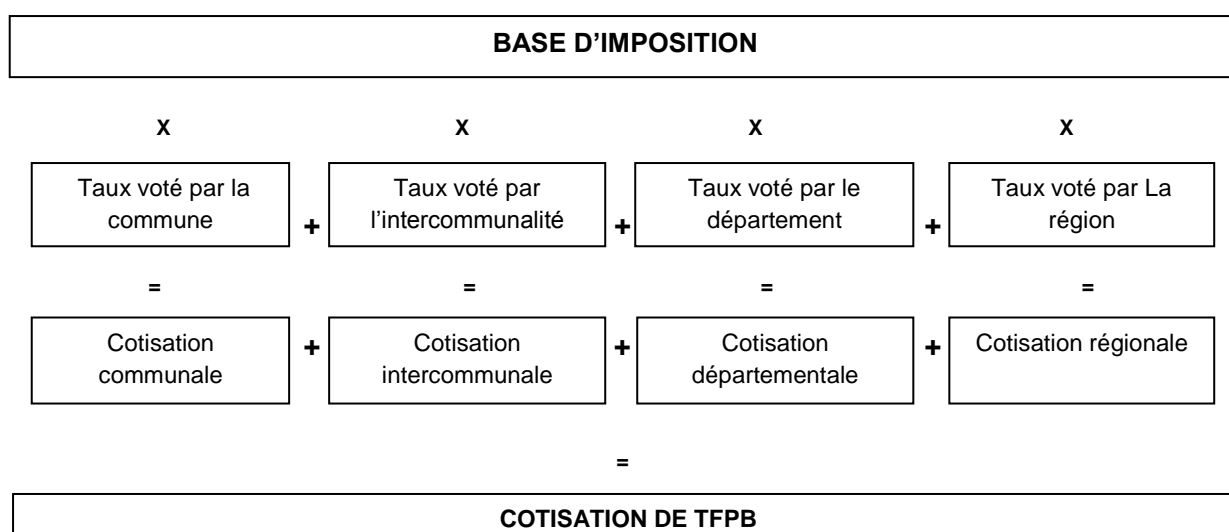 BASE D'IMPOSITION
X X X X
Taux voté par la
commune
+
Taux voté par
l'intercommunalité
+
Taux voté par le
département
+
Taux voté par La
région
= = = =
Cotisation
communale
+
Cotisation
intercommunale
+
Cotisation
départementale
+
Cotisation régionale
=
COTISATION DE TFPB